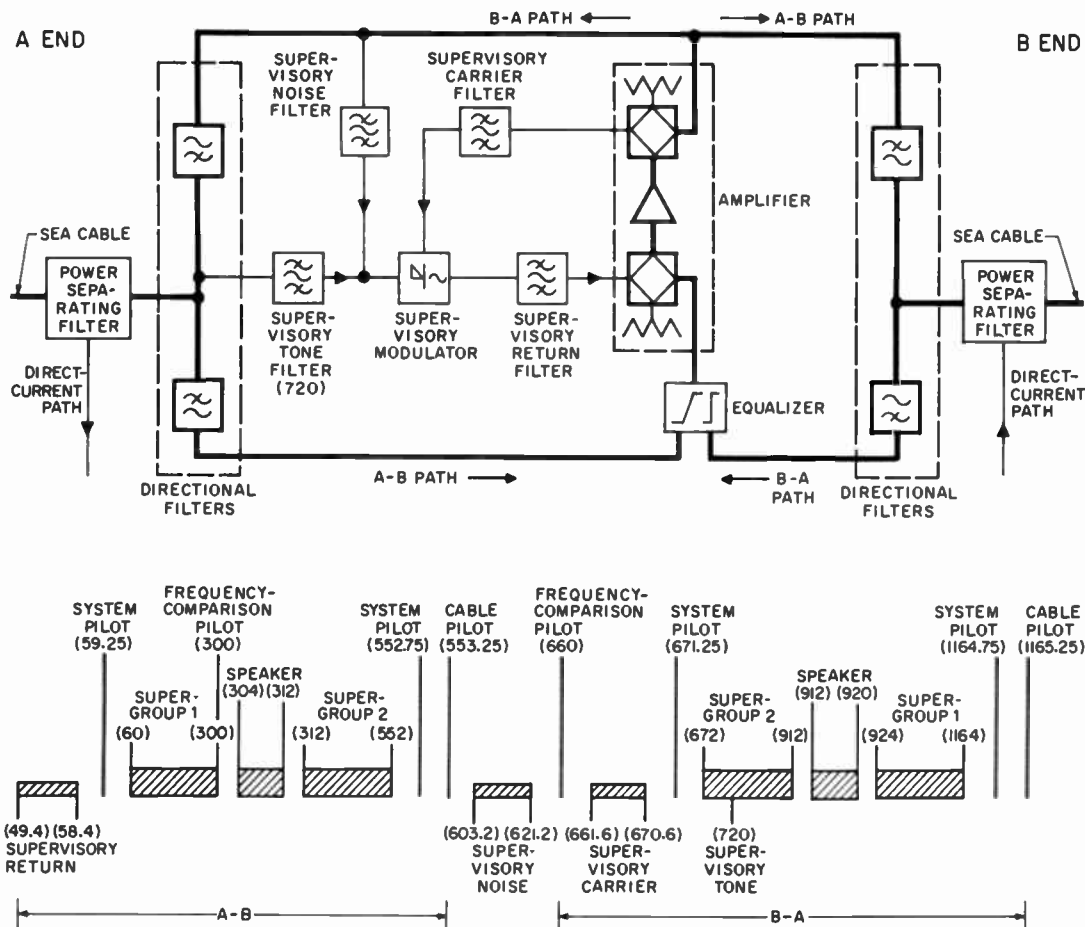 B-A PATH
A-B PATH
A END
B END
SUPER-
VISORY
NOISE
FILTER
SUPERVISORY
CARRIER
FILTER
AMPLIFIER
SEA CABLE
SEA CABLE
POWER
SEPA-
RATING
FILTER
POWER
SEPA-
RATING
FILTER
SUPER-
VISORY
TONE
FILTER
(720)
SUPER-
VISORY
MODULATOR
SUPER-
VISORY
RETURN
FILTER
DIRECT-
CURRENT
PATH
DIRECT-
CURRENT
PATH
EQUALIZER
A-B PATH
B-A
PATH
DIRECTIONAL
FILTERS
DIRECTIONAL
FILTERS
SYSTEM
PILOT
(59.25)
FREQUENCY-
COMPARISON
PILOT
(300)
SYSTEM
PILOT
(552.75)
CABLE
PILOT
(553.25)
FREQUENCY-
COMPARISON
PILOT
(660)
SYSTEM
PILOT
(671.25)
SYSTEM
PILOT
(1164.75)
CABLE
PILOT
(1165.25)
SPEAKER
(304) (312)
SPEAKER
(912) (920)
SUPER-
GROUP 1
(60) (300)
SUPER-
GROUP 2
(312) (552)
SUPER-
GROUP 2
(672) (912)
SUPER-
GROUP 1
(924) (1164)
(49.4) (58.4)
SUPERVISORY
RETURN
(603.2) (621.2)
SUPER-
VISORY
NOISE
(661.6) (670.6)
SUPER-
VISORY
CARRIER
(720)
SUPER-
VISORY
TONE
A-B
B-A